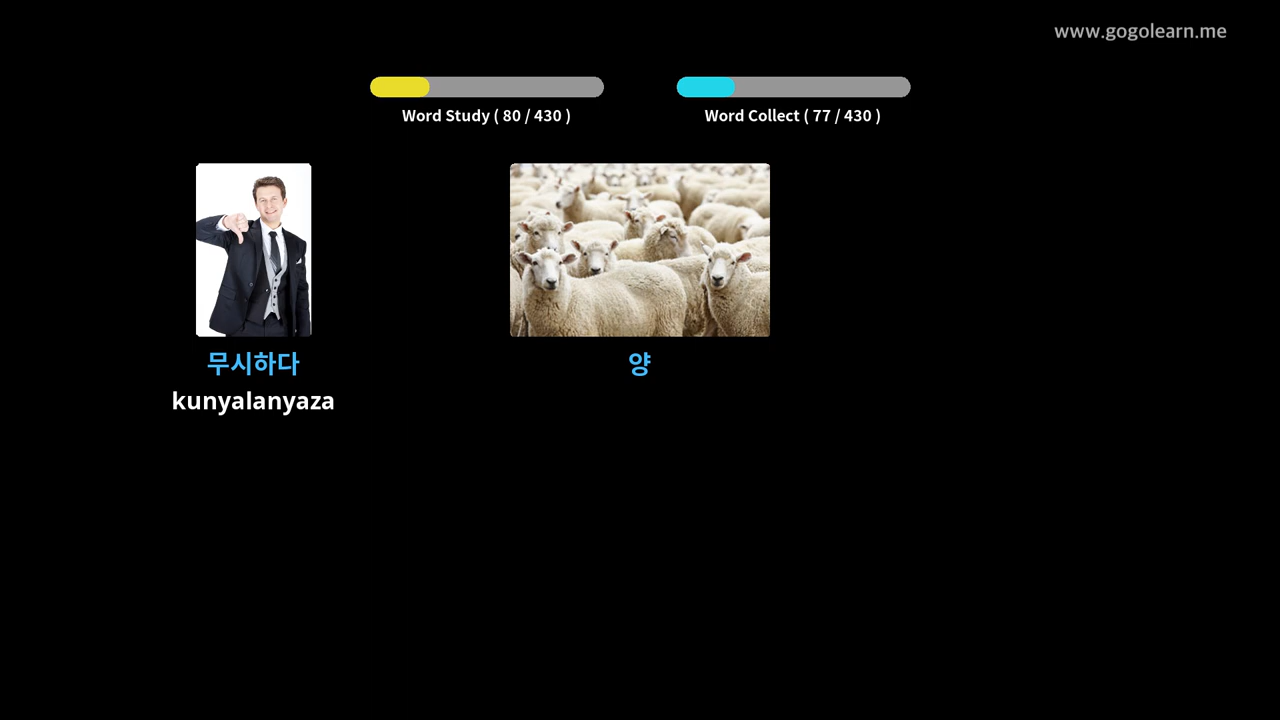 www.gogolearn.me
Word Study ( 80 / 430 )
Word Collect ( 77 / 430 )
무시하다
양
kunyalanyaza